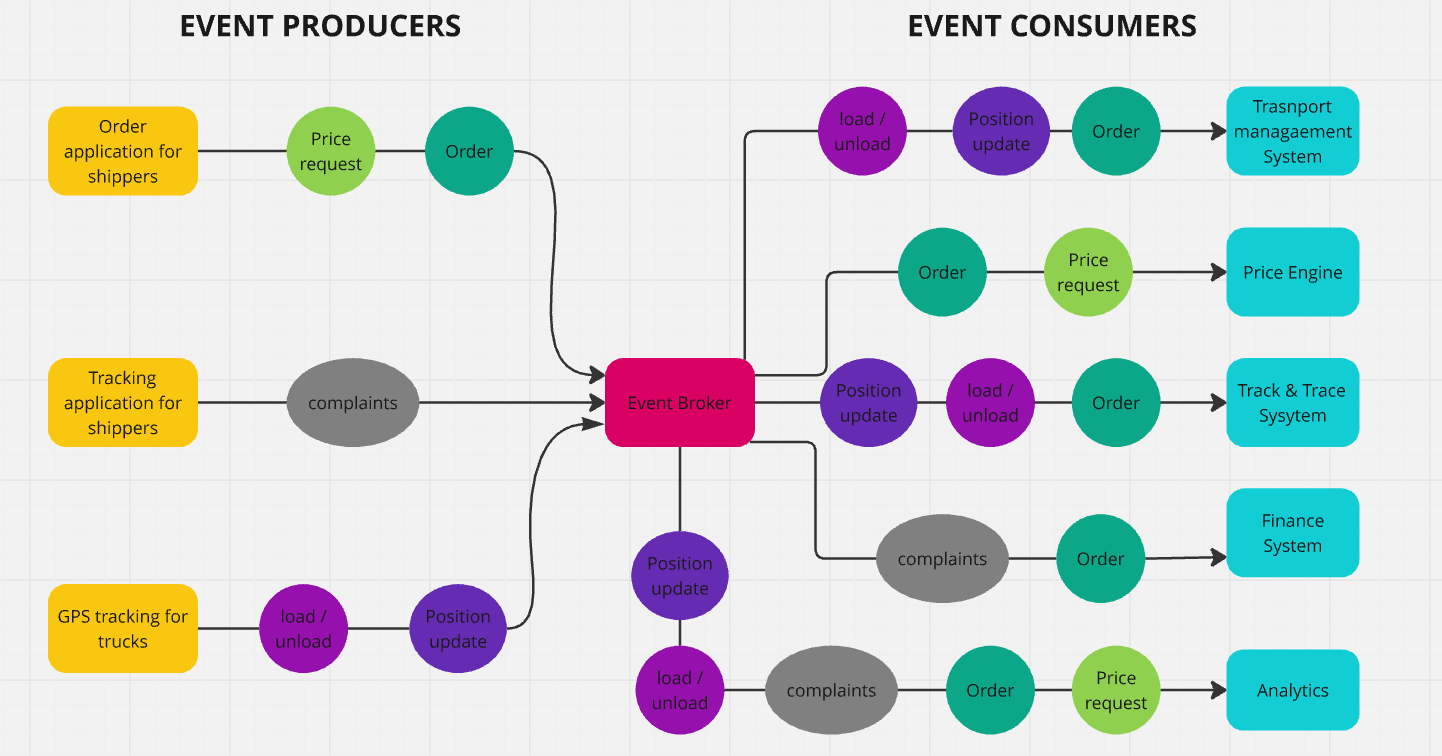 EVENT PRODUCERS
EVENT CONSUMERS
Order
application for
shippers
Price
request
Order
load /
unload
Position
update
Order
Trasnport
managaement
System
Order
Price
request
Price Engine
Tracking
application for
shippers
complaints
Event Broker
Position
update
load /
unload
Order
Track & Trace
Sysytem
complaints
Order
Finance
System
GPS tracking for
trucks
load /
unload
Position
update
Position
update
load /
unload
complaints
Order
Price
request
Analytics